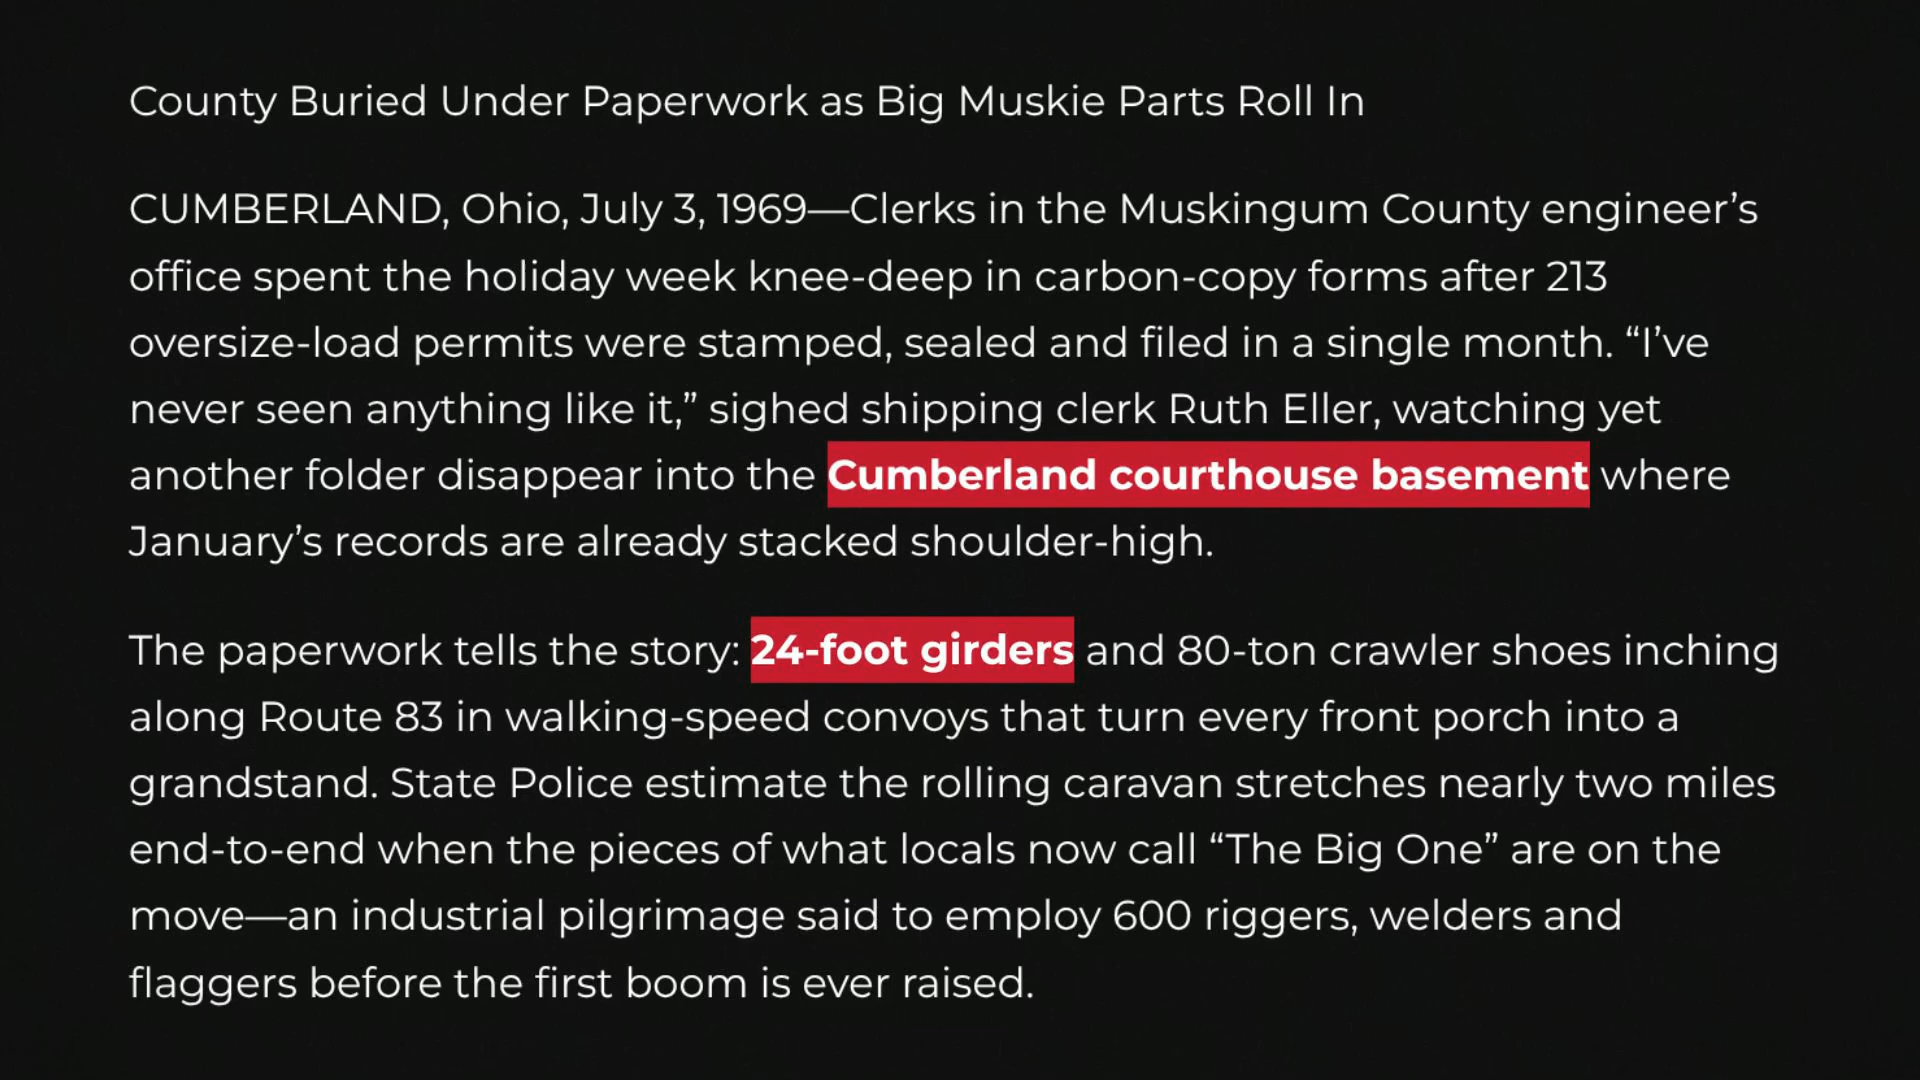 County Buried Under Paperwork as Big Muskie Parts Roll In
CUMBERLAND, Ohio, July 3, 1969—Clerks in the Muskingum County engineer’s
office spent the holiday week knee-deep in carbon-copy forms after 213
oversize-load permits were stamped, sealed and filed in a single month. “I’ve
never seen anything like it,” sighed shipping clerk Ruth Eller, watching yet
another folder disappear into the Cumberland courthouse basement where
January’s records are already stacked shoulder-high.
The paperwork tells the story: 24-foot girders and 80-ton crawler shoes inching
along Route 83 in walking-speed convoys that turn every front porch into a
grandstand. State Police estimate the rolling caravan stretches nearly two miles
end-to-end when the pieces of what locals now call “The Big One” are on the
move—an industrial pilgrimage said to employ 600 riggers, welders and
flaggers before the first boom is ever raised.